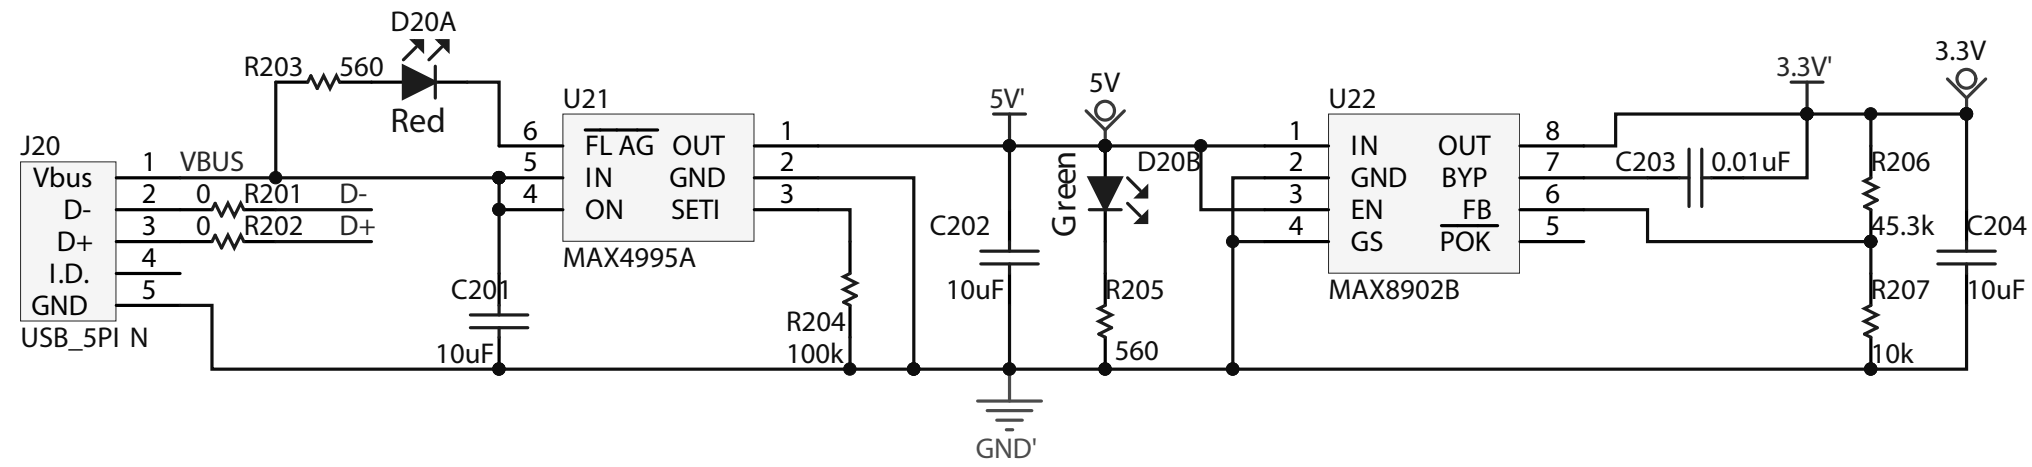 D20A
R203 560
Red
J20
Vbus
D-
D+
I.D.
GND
USB_5PI N
1
2
3
4
5
VBUS
0 R201 D-
0 R202 D+
C201
10uF
U21
6
5
4
FLAG OUT
IN GND
ON SETI
1
2
3
MAX4995A
R204
100k
5V'
C202
10uF
GND'
5V
Green
D20B
R205
560
U22
1
2
3
4
IN OUT
GND BYP
EN FB
GS POK
8
7
6
5
MAX8902B
C203 0.01uF
3.3V'
3.3V
R206
45.3k
R207
10k
C204
10uF